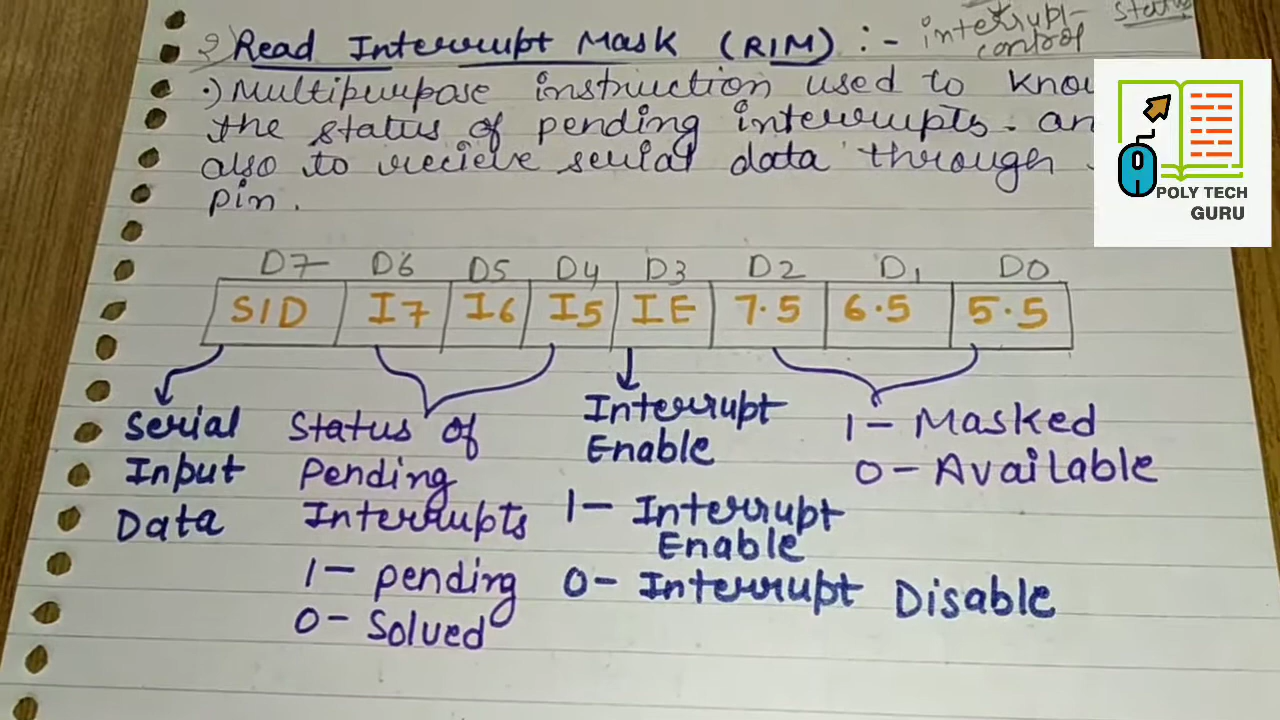 2) Read Interrupt Mask (RIM) :- interrupt control status
·) Multipurpose instruction used to know
the status of pending interrupts. an
also to recieve serial data through
pin.
POLY TECH
GURU
D7 D6 D5 D4 D3 D2 D1 D0
SID I7 I6 I5 IE 7.5 6.5 5.5
Serial
Input
Data
Status of
Pending
Interrupts
1- pending
0- Solved
Interrupt
Enable
1- Interrupt
Enable
0- Interrupt Disable
1- Masked
0- Available